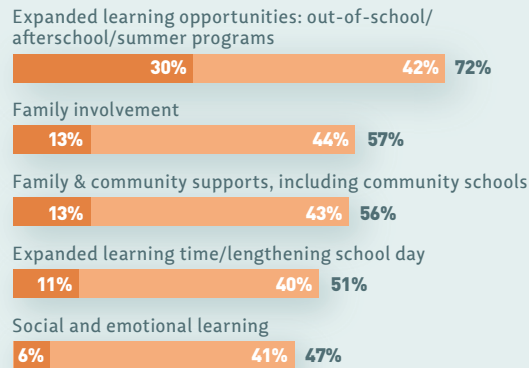 Expanded learning opportunities: out-of-school/
afterschool/summer programs
30% 42% 72%
Family involvement
13% 44% 57%
Family & community supports, including community schools
13% 43% 56%
Expanded learning time/lengthening school day
11% 40% 51%
Social and emotional learning
6% 41% 47%